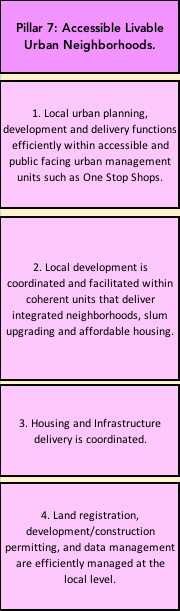 Pillar 7: Accessible Livable
Urban Neighborhoods.
1. Local urban planning,
development and delivery functions
efficiently within accessible and
public facing urban management
units such as One Stop Shops.
2. Local development is
coordinated and facilitated within
coherent units that deliver
integrated neighborhoods, slum
upgrading and affordable housing.
3. Housing and Infrastructure
delivery is coordinated.
4. Land registration,
development/construction
permitting, and data management
are efficiently managed at the
local level.